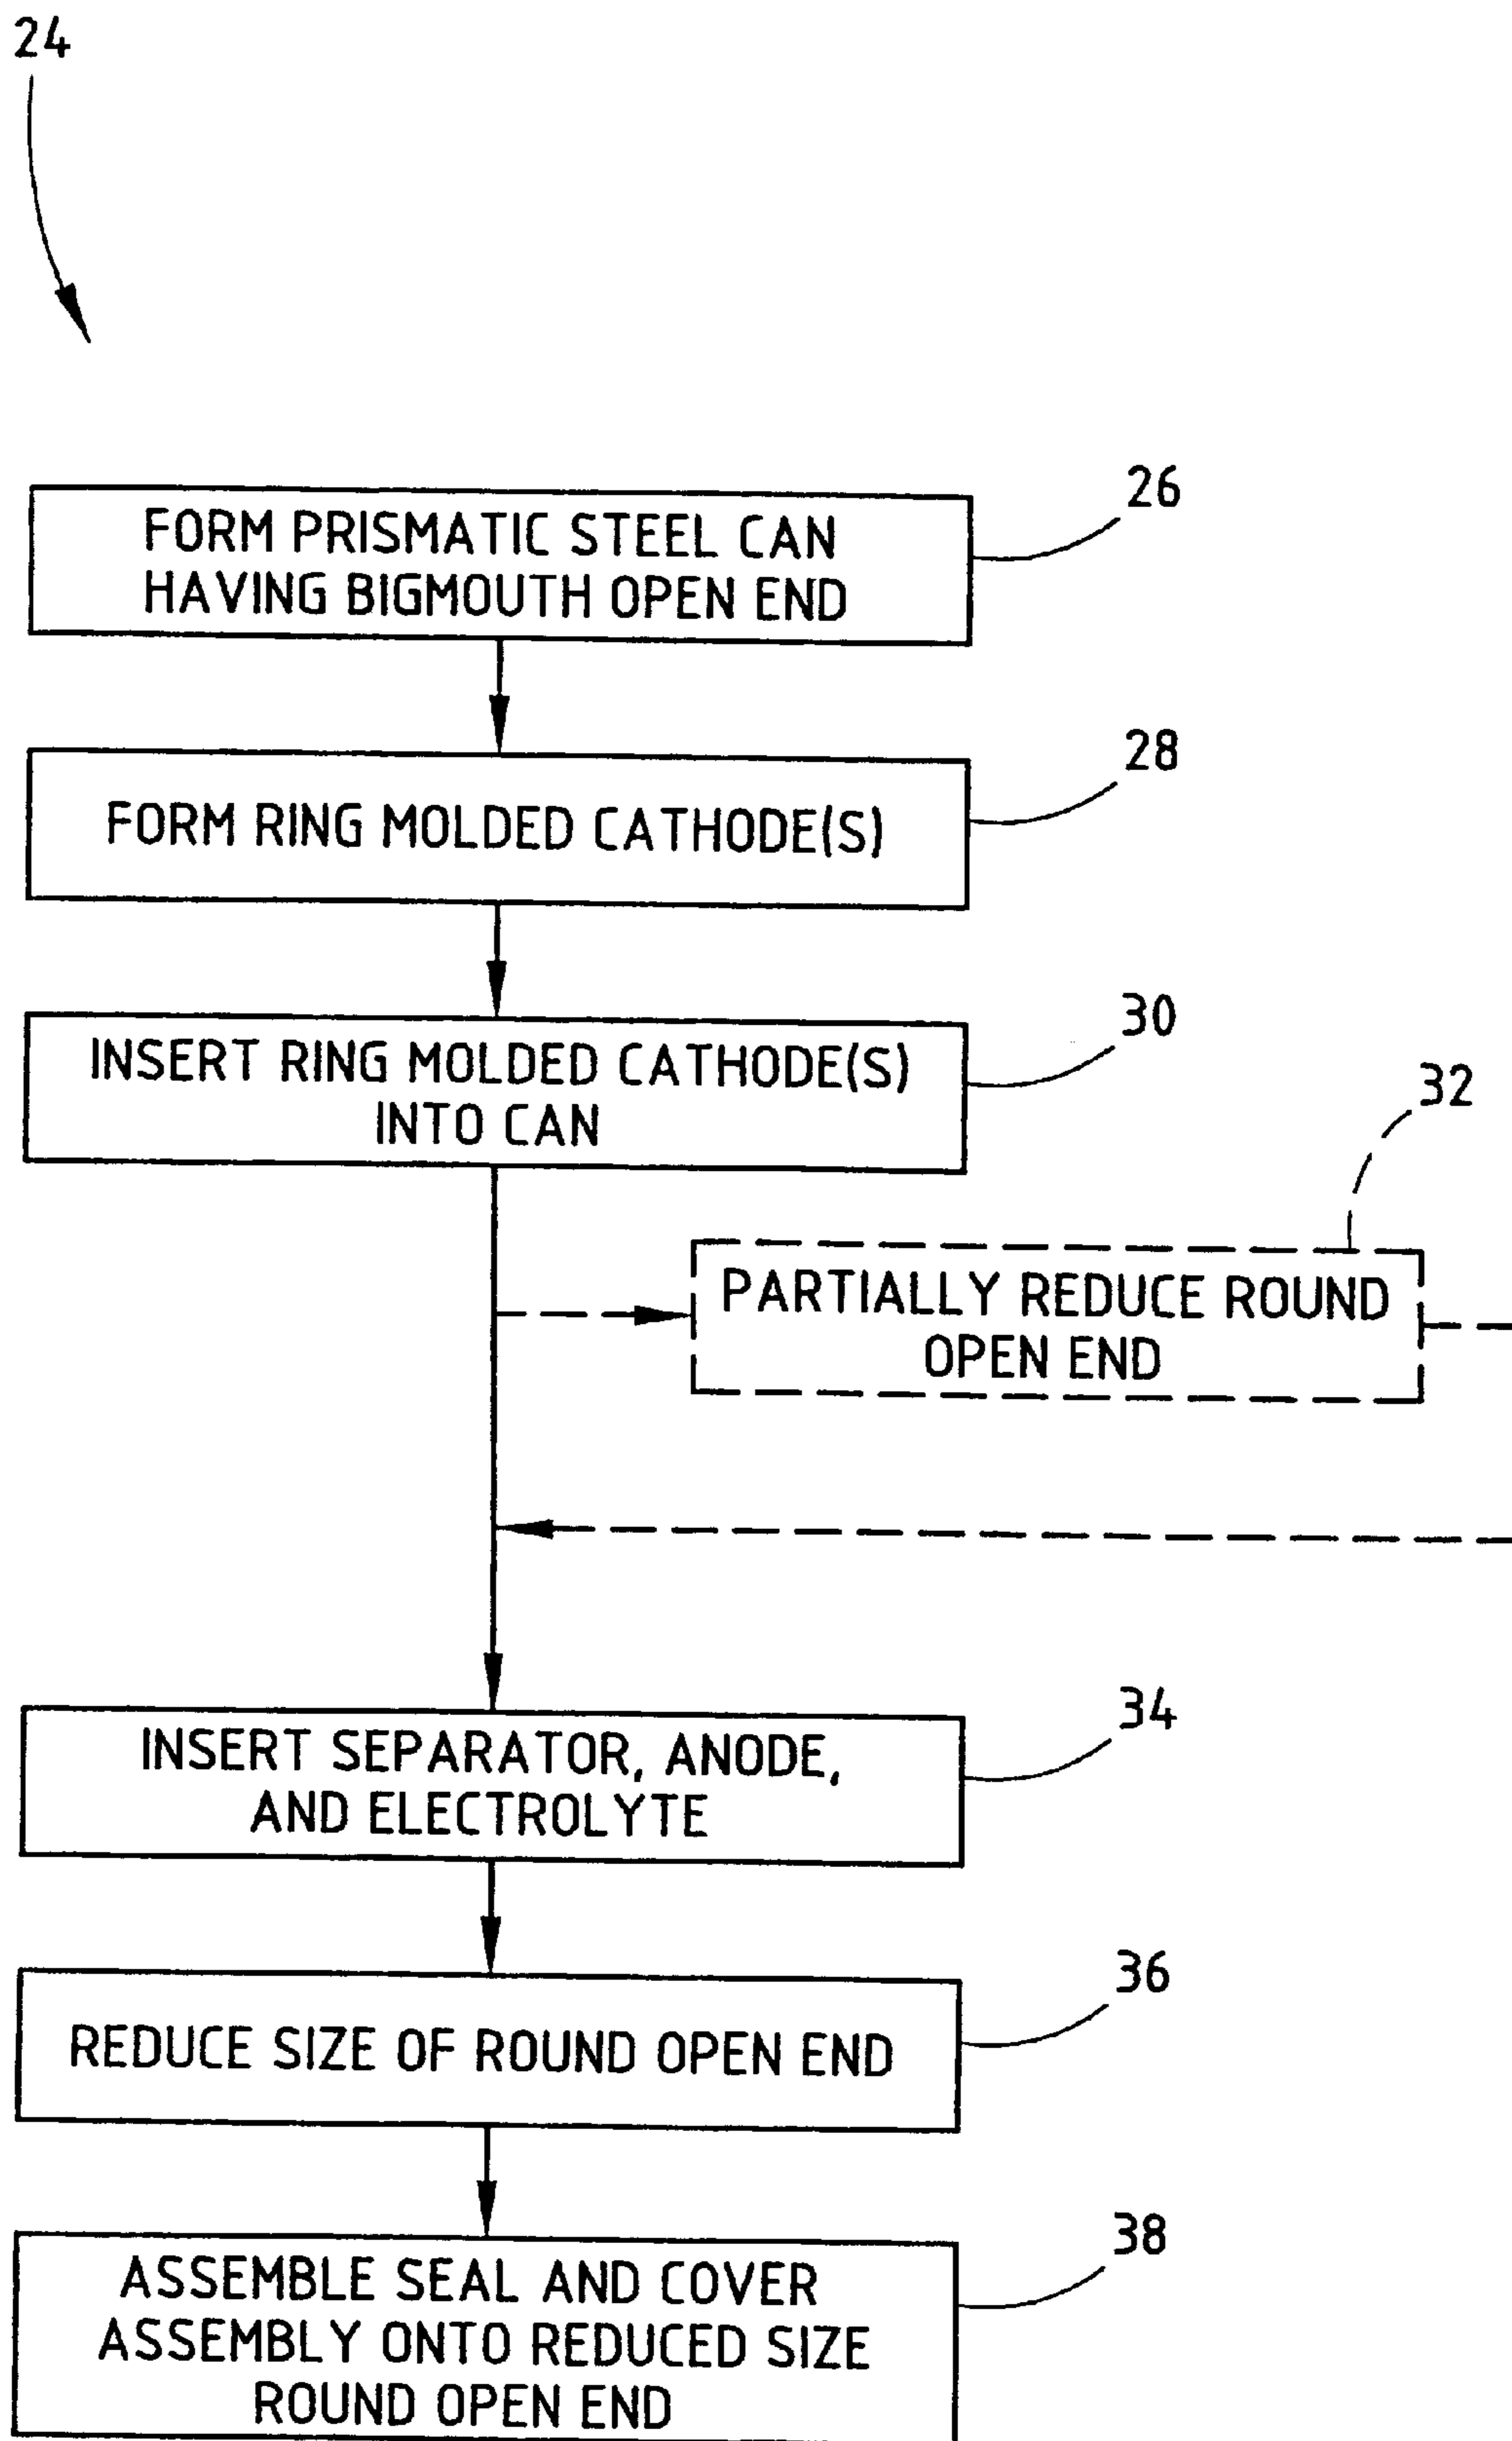 24
FORM PRISMATIC STEEL CAN
HAVING BIGMOUTH OPEN END
26
FORM RING MOLDED CATHODE(S)
28
INSERT RING MOLDED CATHODE(S)
INTO CAN
30
32
PARTIALLY REDUCE ROUND
OPEN END
INSERT SEPARATOR, ANODE,
AND ELECTROLYTE
34
REDUCE SIZE OF ROUND OPEN END
36
ASSEMBLE SEAL AND COVER
ASSEMBLY ONTO REDUCED SIZE
ROUND OPEN END
38